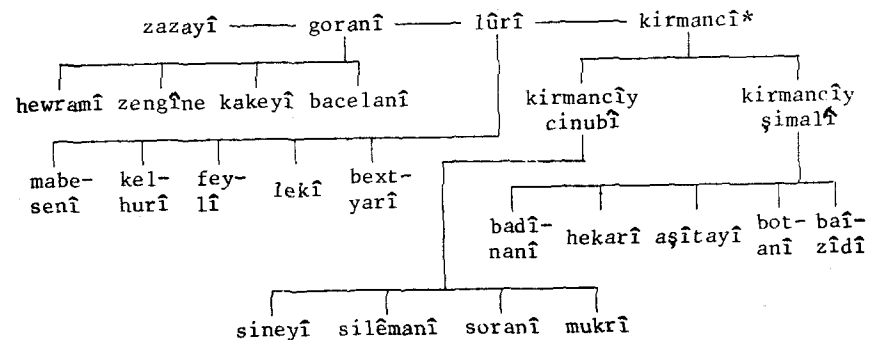 zazayî goranî lûrî kirmancî*
hewramî zengîne kakeyî bacelanî
kirmancîy kirmancîy
cinubî şimalî
mabe- kel- fey- lekî bext-
senî hurî lî yarî
badî- hekarî aşîtayî bot- baî-
nanî anî zîdî
sineyî silêmanî soranî mukrî